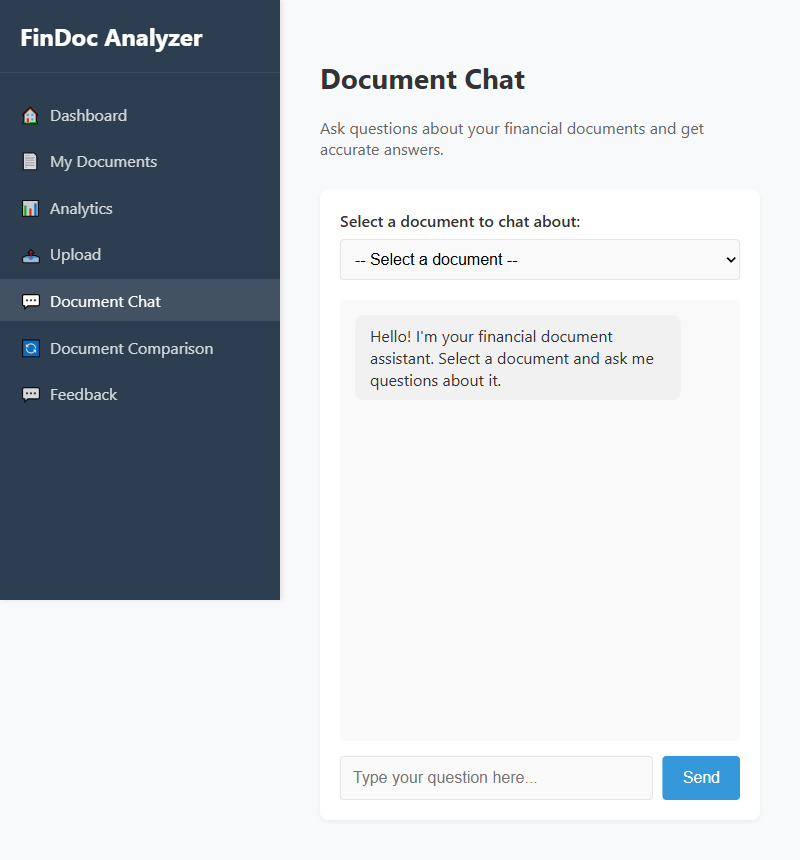 FinDoc Analyzer
Dashboard
My Documents
Analytics
Upload
Document Chat
Document Comparison
Feedback
Document Chat
Ask questions about your financial documents and get
accurate answers.
Select a document to chat about:
-- Select a document --
Hello! I'm your financial document
assistant. Select a document and ask me
questions about it.
Type your question here...
Send